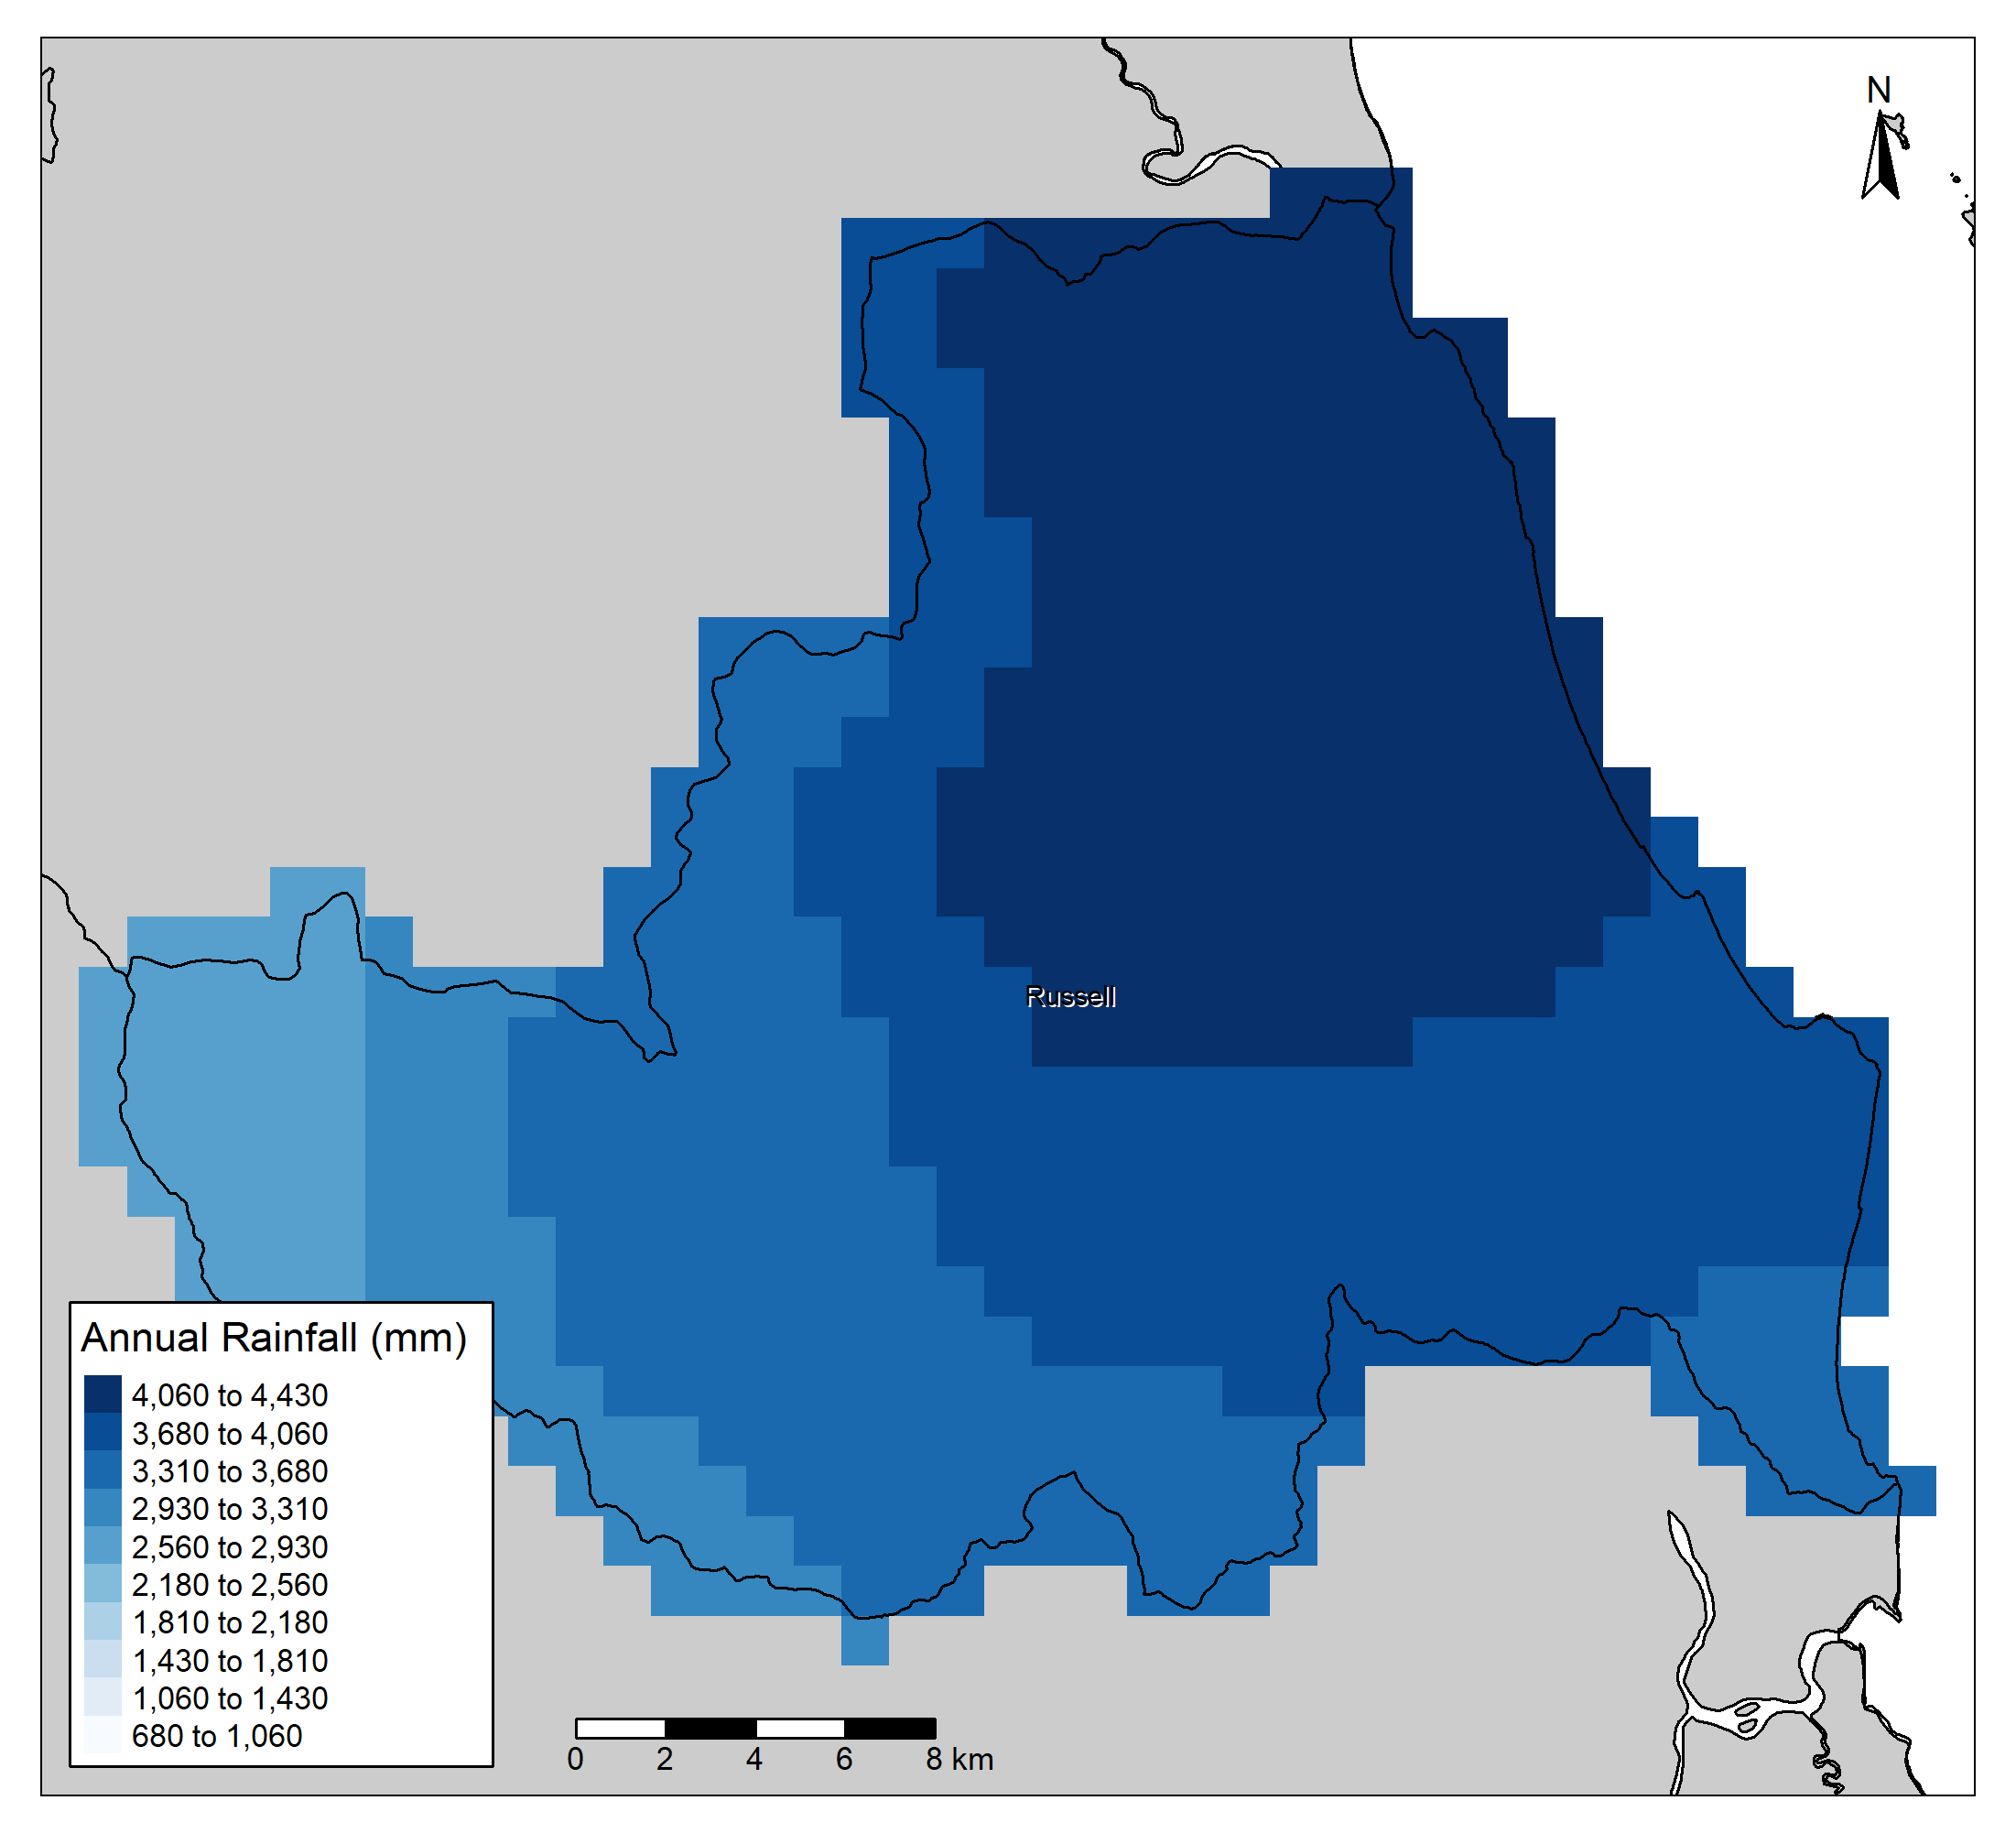 N
Russell
Annual Rainfall (mm)
4,060 to 4,430
3,680 to 4,060
3,310 to 3,680
2,930 to 3,310
2,560 to 2,930
2,180 to 2,560
1,810 to 2,180
1,430 to 1,810
1,060 to 1,430
680 to 1,060
0 2 4 6 8 km